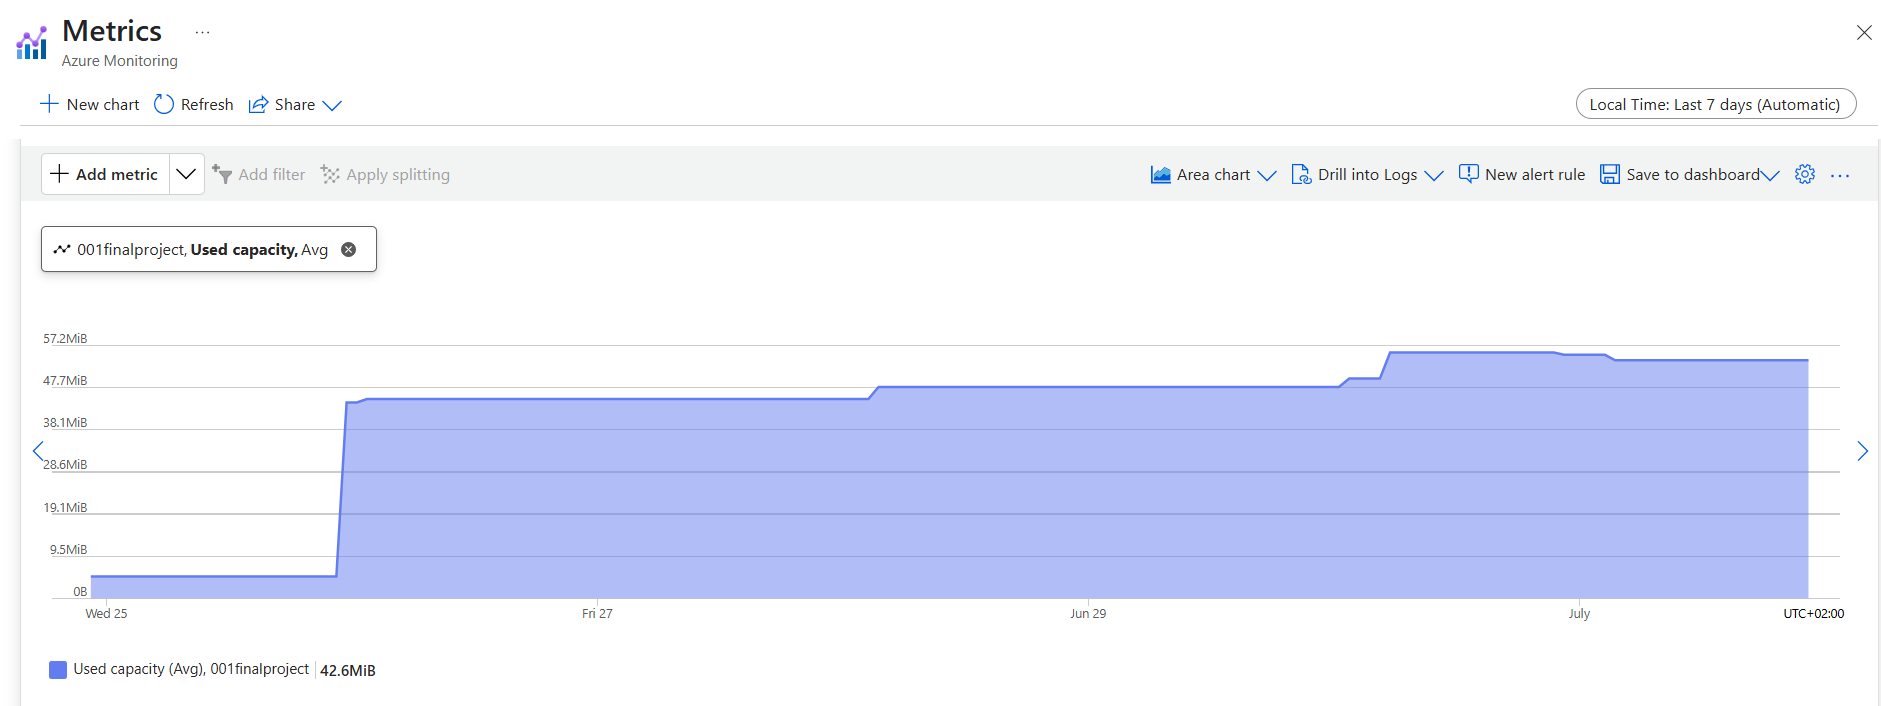 Metrics ...
Azure Monitoring
New chart Refresh Share
Local Time: Last 7 days (Automatic)
Add metric Add filter Apply splitting Area chart Drill into Logs New alert rule Save to dashboard ...
001finalproject, Used capacity, Avg
57.2MiB
47.7MiB
38.1MiB
28.6MiB
19.1MiB
9.5MiB
0B
Wed 25 Fri 27 Jun 29 July UTC+02:00
Used capacity (Avg), 001finalproject 42.6MiB